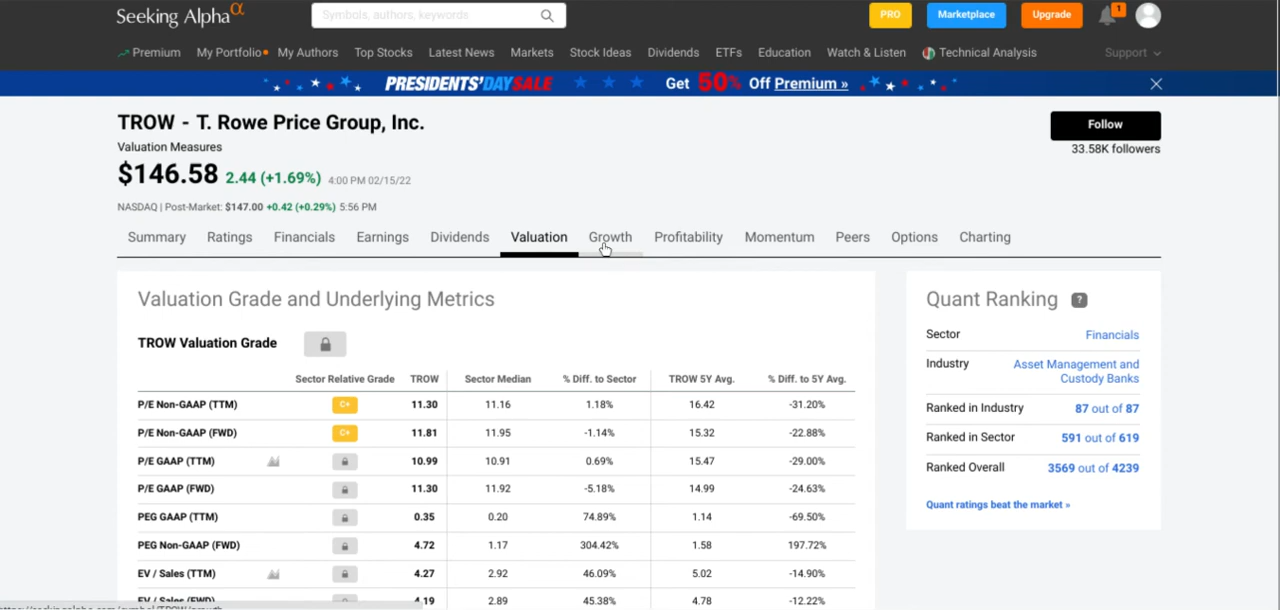 Seeking Alpha α
Symbols, authors, keywords
PRO
Marketplace
Upgrade
1
Premium
My Portfolio
My Authors
Top Stocks
Latest News
Markets
Stock Ideas
Dividends
ETFs
Education
Watch & Listen
Technical Analysis
Support
PRESIDENTS'DAYSALE
Get 50% Off Premium »
TROW - T. Rowe Price Group, Inc.
Follow
Valuation Measures
33.58K followers
$146.58 2.44 (+1.69%) 4:00 PM 02/15/22
NASDAQ | Post-Market: $147.00 +0.42 (+0.29%) 5:56 PM
Summary Ratings Financials Earnings Dividends Valuation Growth Profitability Momentum Peers Options Charting
Valuation Grade and Underlying Metrics
TROW Valuation Grade
Sector Relative Grade TROW Sector Median % Diff. to Sector TROW 5Y Avg. % Diff. to 5Y Avg.
P/E Non-GAAP (TTM) C+ 11.30 11.16 1.18% 16.42 -31.20%
P/E Non-GAAP (FWD) C+ 11.81 11.95 -1.14% 15.32 -22.88%
P/E GAAP (TTM) 10.99 10.91 0.69% 15.47 -29.00%
P/E GAAP (FWD) 11.30 11.92 -5.18% 14.99 -24.63%
PEG GAAP (TTM) 0.35 0.20 74.89% 1.14 -69.50%
PEG Non-GAAP (FWD) 4.72 1.17 304.42% 1.58 197.72%
EV / Sales (TTM) 4.27 2.92 46.09% 5.02 -14.90%
EV / Sales (FWD) 4.19 2.89 45.38% 4.78 -12.22%
Quant Ranking ?
Sector Financials
Industry Asset Management and
Custody Banks
Ranked in Industry 87 out of 87
Ranked in Sector 591 out of 619
Ranked Overall 3569 out of 4239
Quant ratings beat the market »